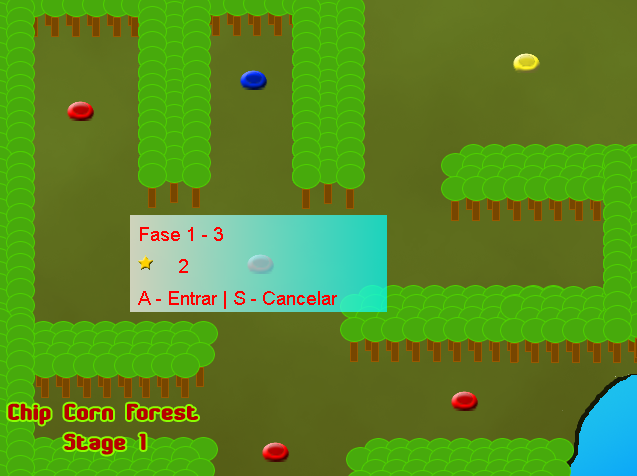 Fase 1 - 3
2
A - Entrar | S - Cancelar
Chip Corn Forest
Stage 1